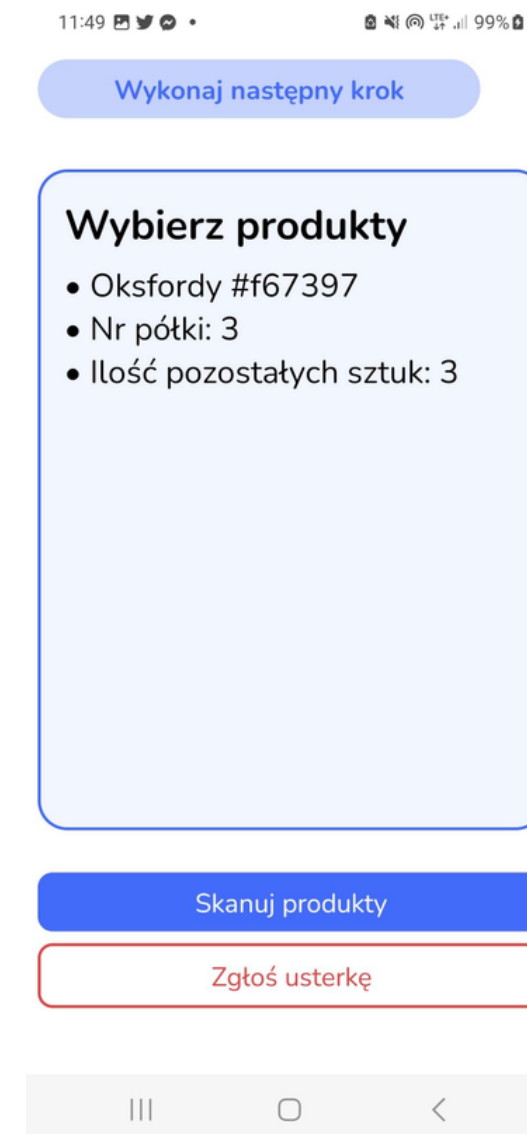 11:49 99%
Wykonaj następny krok
Wybierz produkty
• Oksfordy #f67397
• Nr półki: 3
• Ilość pozostałych sztuk: 3
Skanuj produkty
Zgłoś usterkę